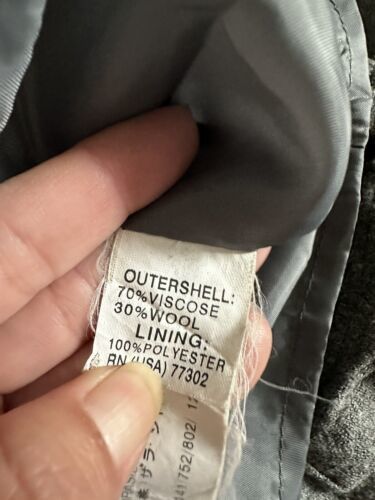 OUTERSHELL:
70%VISCOSE
30%WOOL
LINING:
100%POLYESTER
RN (USA) 77302